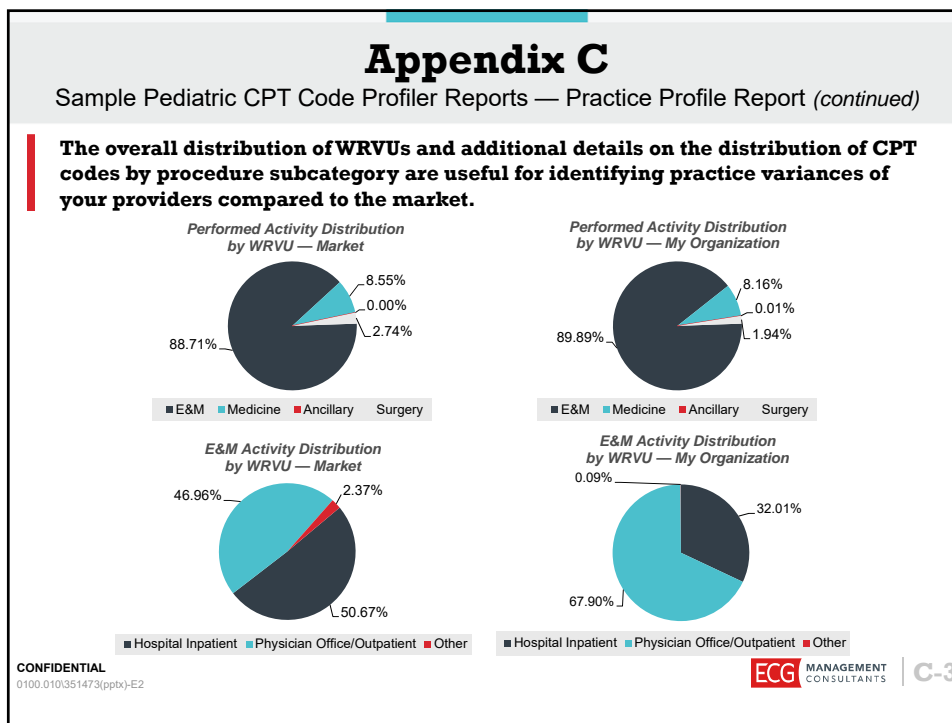 Appendix C
Sample Pediatric CPT Code Profiler Reports — Practice Profile Report (continued)
The overall distribution of WRVUs and additional details on the distribution of CPT
codes by procedure subcategory are useful for identifying practice variances of
your providers compared to the market.
Performed Activity Distribution
by WRVU — Market
8.55%
0.00%
2.74%
88.71%
E&M Medicine Ancillary Surgery
Performed Activity Distribution
by WRVU — My Organization
8.16%
0.01%
1.94%
89.89%
E&M Medicine Ancillary Surgery
E&M Activity Distribution
by WRVU — Market
46.96%
2.37%
50.67%
Hospital Inpatient Physician Office/Outpatient Other
E&M Activity Distribution
by WRVU — My Organization
0.09%
32.01%
67.90%
Hospital Inpatient Physician Office/Outpatient Other
CONFIDENTIAL
0100.010\351473(pptx)-E2
ECG MANAGEMENT
CONSULTANTS
C-3